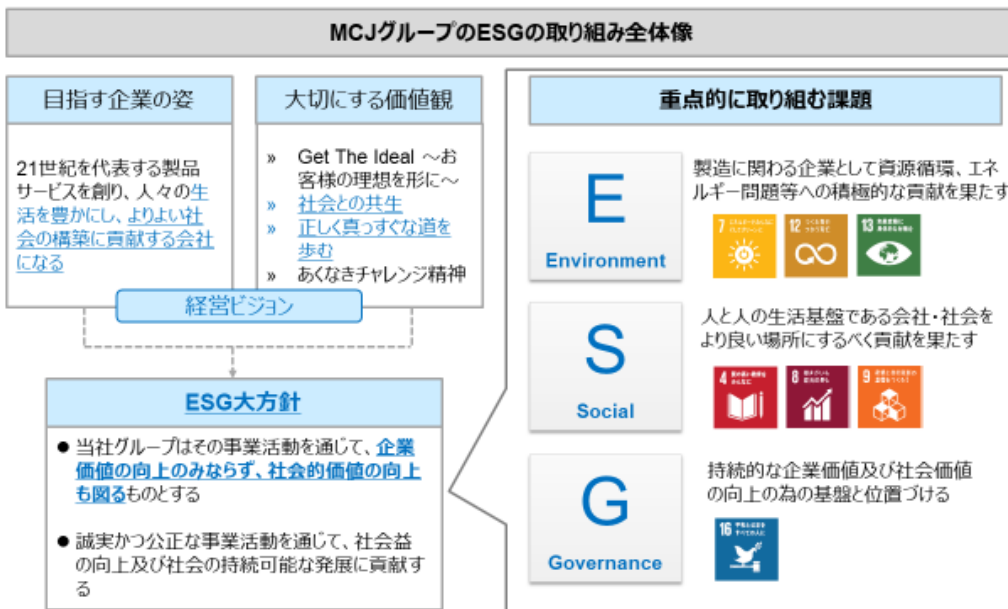 MCJグループのESGの取り組み全体像
目指す企業の姿
21世紀を代表する製品
サービスを創り、人々の生
活を豊かにし、よりよい社
会の構築に貢献する会社
になる
大切にする価値観
» Get The Ideal ～お
客様の理想を形に～
» 社会との共生
» 正しく真っすぐな道を
歩む
» あくなきチャレンジ精神
経営ビジョン
ESG大方針
● 当社グループはその事業活動を通じて、企業
価値の向上のみならず、社会的価値の向上
も図るものとする
● 誠実かつ公正な事業活動を通じて、社会益
の向上及び社会の持続可能な発展に貢献す
る
重点的に取り組む課題
E
Environment
製造に関わる企業として資源循環、エネ
ルギー問題等への積極的な貢献を果たす
7
12
13
S
Social
人と人の生活基盤である会社・社会を
より良い場所にするべく貢献を果たす
4
8
9
G
Governance
持続的な企業価値及び社会価値
の向上の為の基盤と位置づける
16